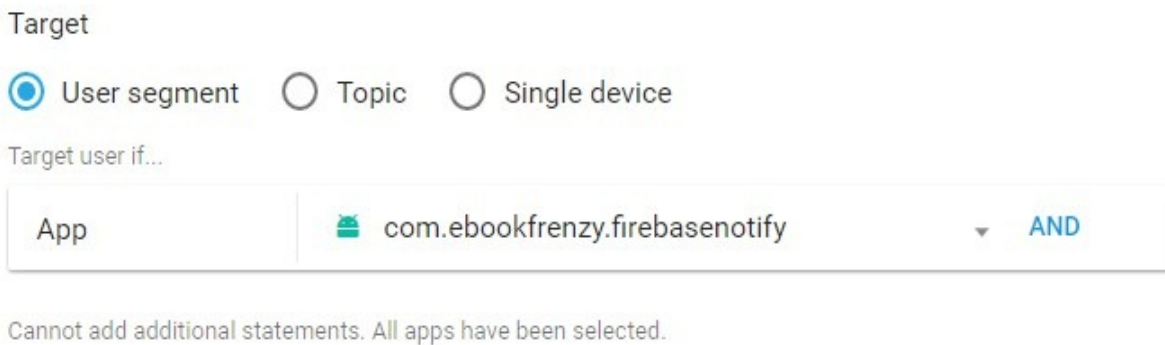 Target
User segment Topic Single device
Target user if...
App com.ebookfrenzy.firebasenotify AND
Cannot add additional statements. All apps have been selected.